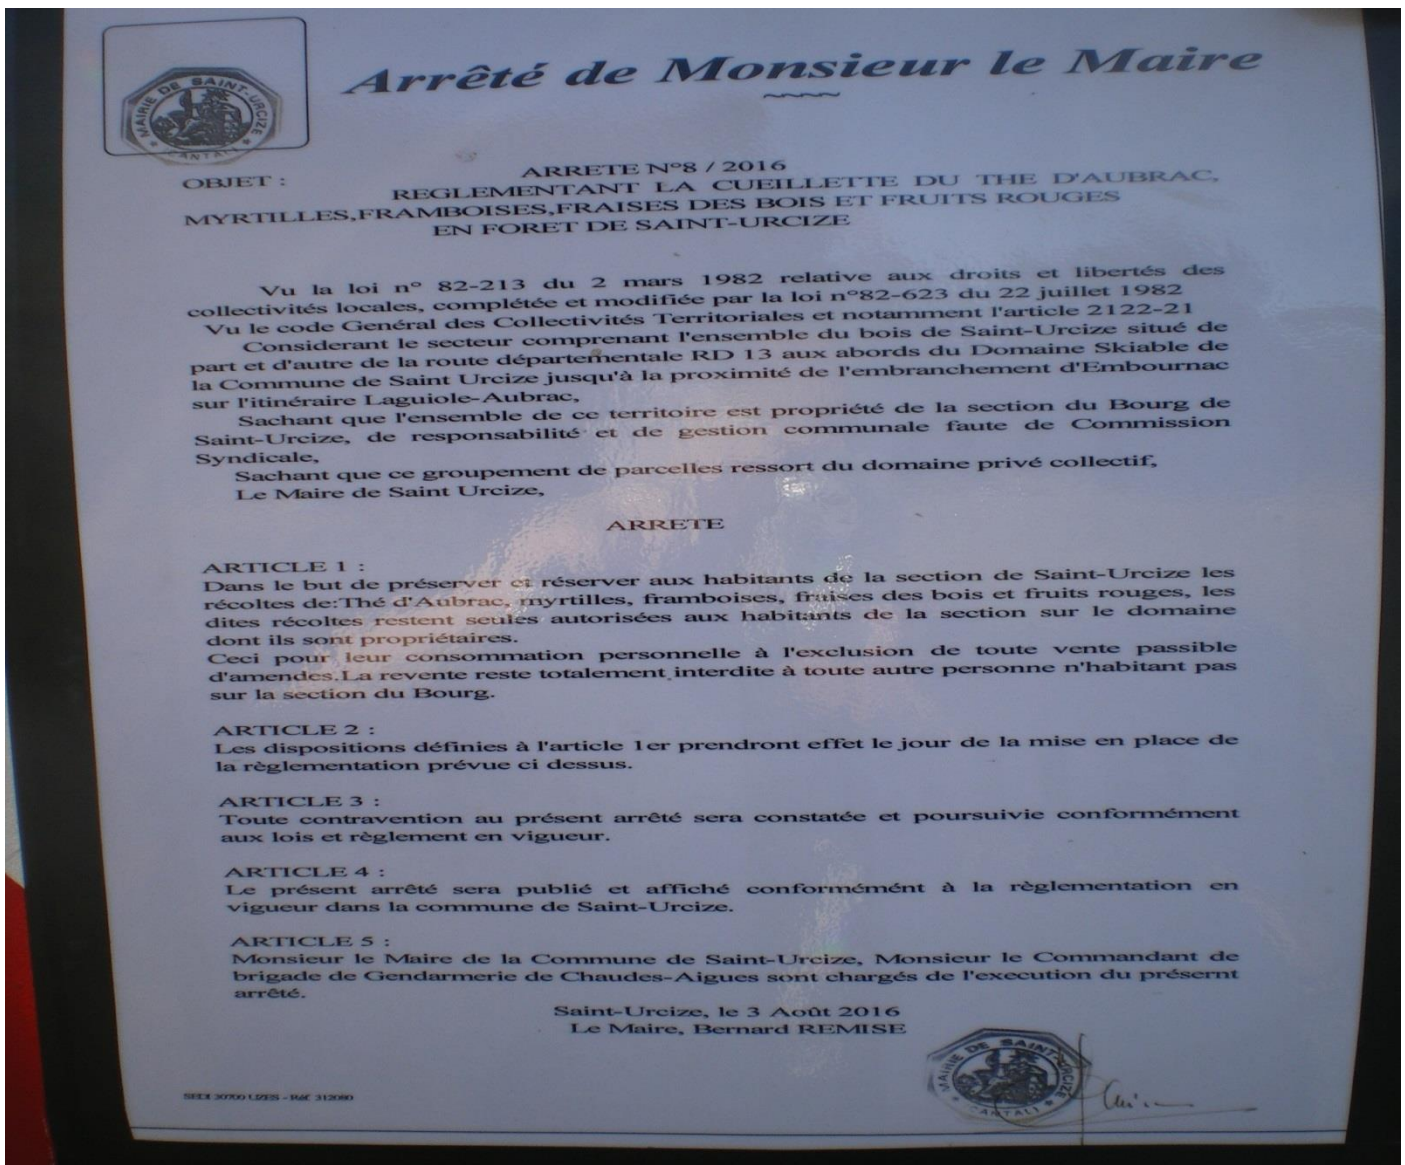 MAIRIE DE SAINT-URCIZE
CANTAL
Arrêté de Monsieur le Maire
ARRETE N°8 / 2016
OBJET :
REGLEMENTANT LA CUEILLETTE DU THE D'AUBRAC,
MYRTILLES,FRAMBOISES,FRAISES DES BOIS ET FRUITS ROUGES
EN FORET DE SAINT-URCIZE
Vu la loi n° 82-213 du 2 mars 1982 relative aux droits et libertés des
collectivités locales, complétée et modifiée par la loi n°82-623 du 22 juillet 1982
Vu le code Genéral des Collectivités Territoriales et notamment l'article 2122-21
Considerant le secteur comprenant l'ensemble du bois de Saint-Urcize situé de
part et d'autre de la route départementale RD 13 aux abords du Domaine Skiable de
la Commune de Saint Urcize jusqu'à la proximité de l'embranchement d'Embournac
sur l'itinéraire Laguiole-Aubrac,
Sachant que l'ensemble de ce territoire est propriété de la section du Bourg de
Saint-Urcize, de responsabilité et de gestion communale faute de Commission
Syndicale,
Sachant que ce groupement de parcelles ressort du domaine privé collectif,
Le Maire de Saint Urcize,
ARRETE
ARTICLE 1 :
Dans le but de préserver et réserver aux habitants de la section de Saint-Urcize les
récoltes de:Thé d'Aubrac, myrtilles, framboises, fraises des bois et fruits rouges, les
dites récoltes restent seules autorisées aux habitants de la section sur le domaine
dont ils sont propriétaires.
Ceci pour leur consommation personnelle à l'exclusion de toute vente passible
d'amendes.La revente reste totalement interdite à toute autre personne n'habitant pas
sur la section du Bourg.
ARTICLE 2 :
Les dispositions définies à l'article 1er prendront effet le jour de la mise en place de
la règlementation prévue ci dessus.
ARTICLE 3 :
Toute contravention au présent arrêté sera constatée et poursuivie conformément
aux lois et règlement en vigueur.
ARTICLE 4 :
Le présent arrêté sera publié et affiché conformémént à la règlementation en
vigueur dans la commune de Saint-Urcize.
ARTICLE 5 :
Monsieur le Maire de la Commune de Saint-Urcize, Monsieur le Commandant de
brigade de Gendarmerie de Chaudes-Aigues sont chargés de l'execution du présernt
arrêté.
Saint-Urcize, le 3 Août 2016
Le Maire, Bernard REMISE
MAIRIE DE SAINT-URCIZE
CANTAL
SEDI 30700 UZES - Réf. 312080